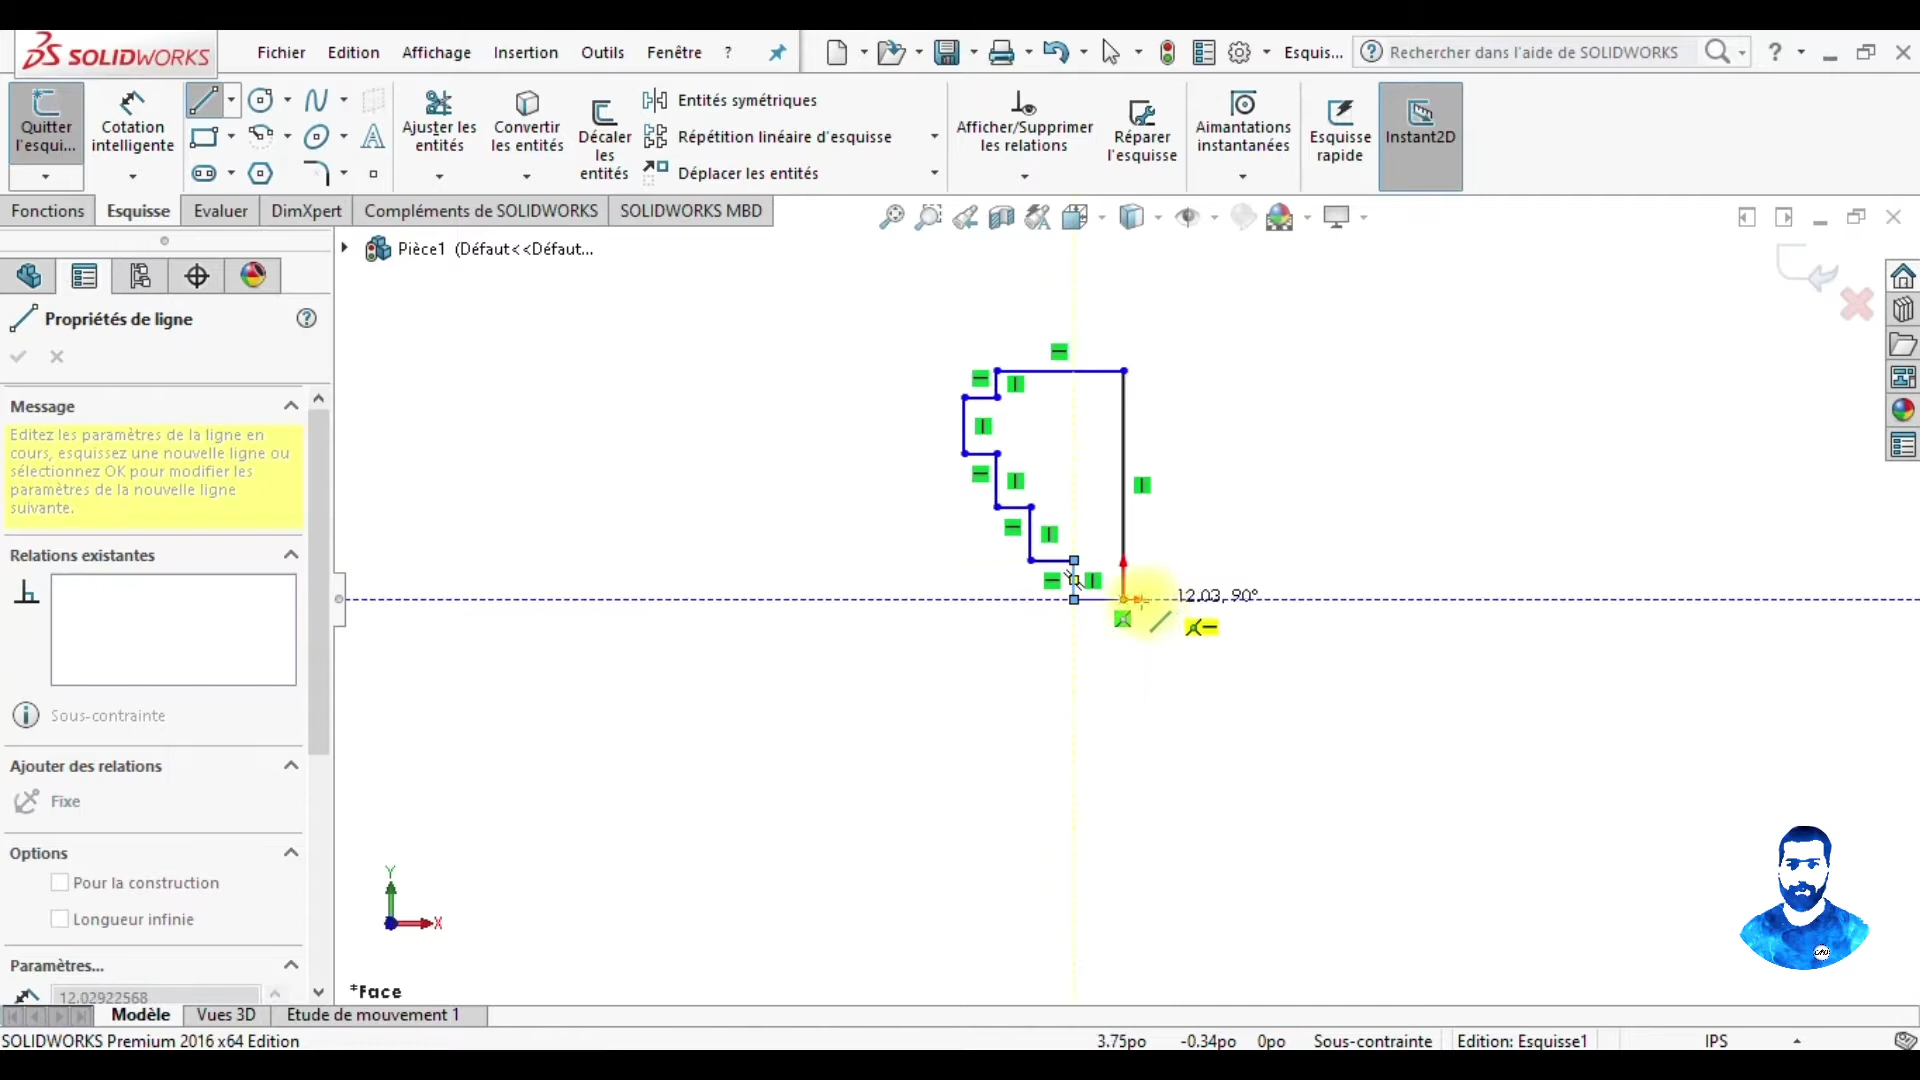 SOLIDWORKS
Fichier
Edition
Affichage
Insertion
Outils
Fenêtre
?
Esquis...
Rechercher dans l'aide de SOLIDWORKS
?
Quitter
l'esqui...
Cotation
intelligente
Ajuster les
entités
Convertir
les entités
Décaler
les
entités
Entités symétriques
Répétition linéaire d'esquisse
Déplacer les entités
Afficher/Supprimer
les relations
Réparer
l'esquisse
Aimantations
instantanées
Esquisse
rapide
Instant2D
Fonctions
Esquisse
Evaluer
DimXpert
Compléments de SOLIDWORKS
SOLIDWORKS MBD
Pièce1 (Défaut<<Défaut...
Propriétés de ligne
Message
Editez les paramètres de la ligne en
cours, esquissez une nouvelle ligne ou
sélectionnez OK pour modifier les
paramètres de la nouvelle ligne
suivante.
Relations existantes
Sous-contrainte
Ajouter des relations
Fixe
Options
Pour la construction
Longueur infinie
Paramètres...
12.02922568
12.03, 90°
Y
X
*Face
Modèle
Vues 3D
Etude de mouvement 1
SOLIDWORKS Premium 2016 x64 Edition
3.75po
-0.34po
0po
Sous-contrainte
Edition: Esquisse1
IPS